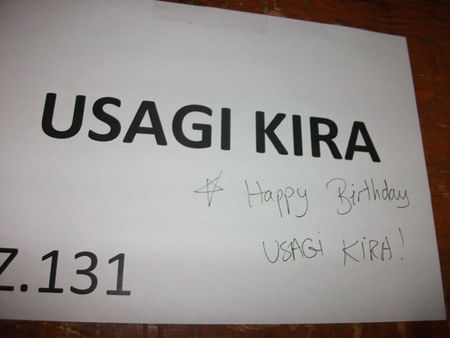 USAGI KIRA
☆ Happy Birthday
USAGI KIRA!
Z.131